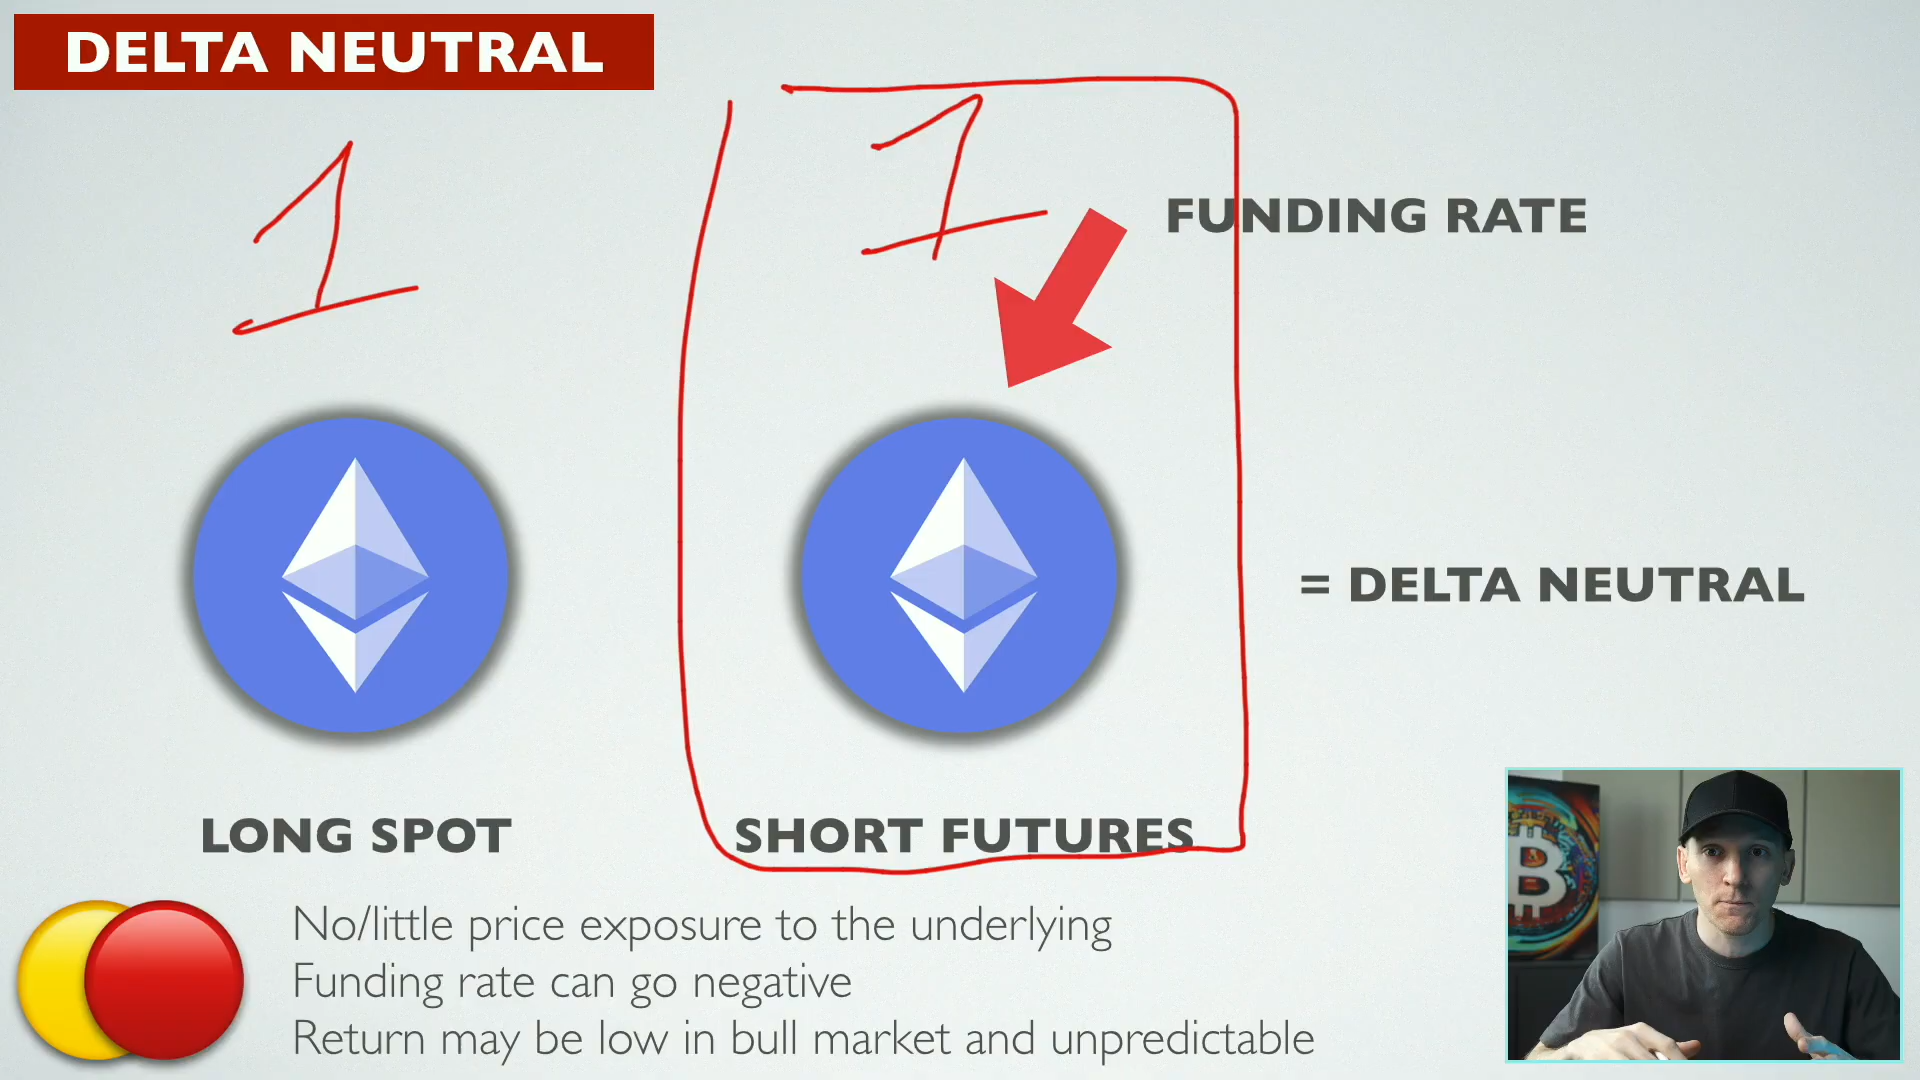 DELTA NEUTRAL
1
1
FUNDING RATE
= DELTA NEUTRAL
LONG SPOT
SHORT FUTURES
No/little price exposure to the underlying
Funding rate can go negative
Return may be low in bull market and unpredictable